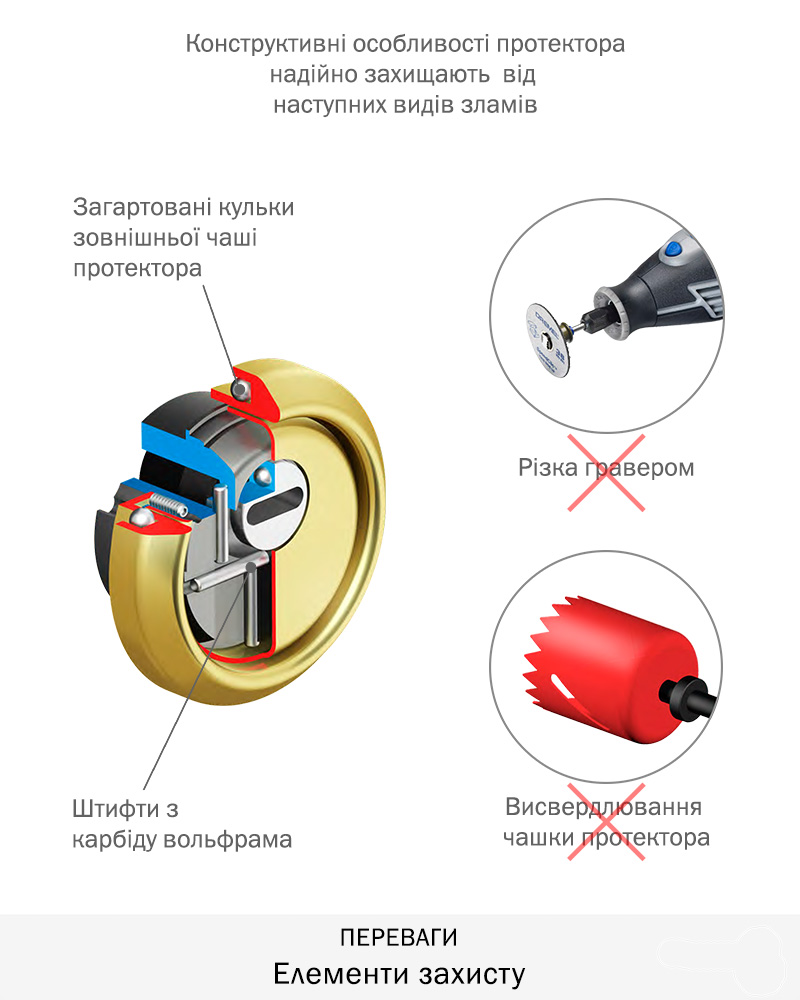 Конструктивні особливості протектора
надійно захищають від
наступних видів зламів
Загартовані кульки
зовнішньої чаші
протектора
DREMEL
Різка гравером
Штифти з
карбіду вольфрама
Висвердлювання
чашки протектора
ПЕРЕВАГИ
Елементи захисту